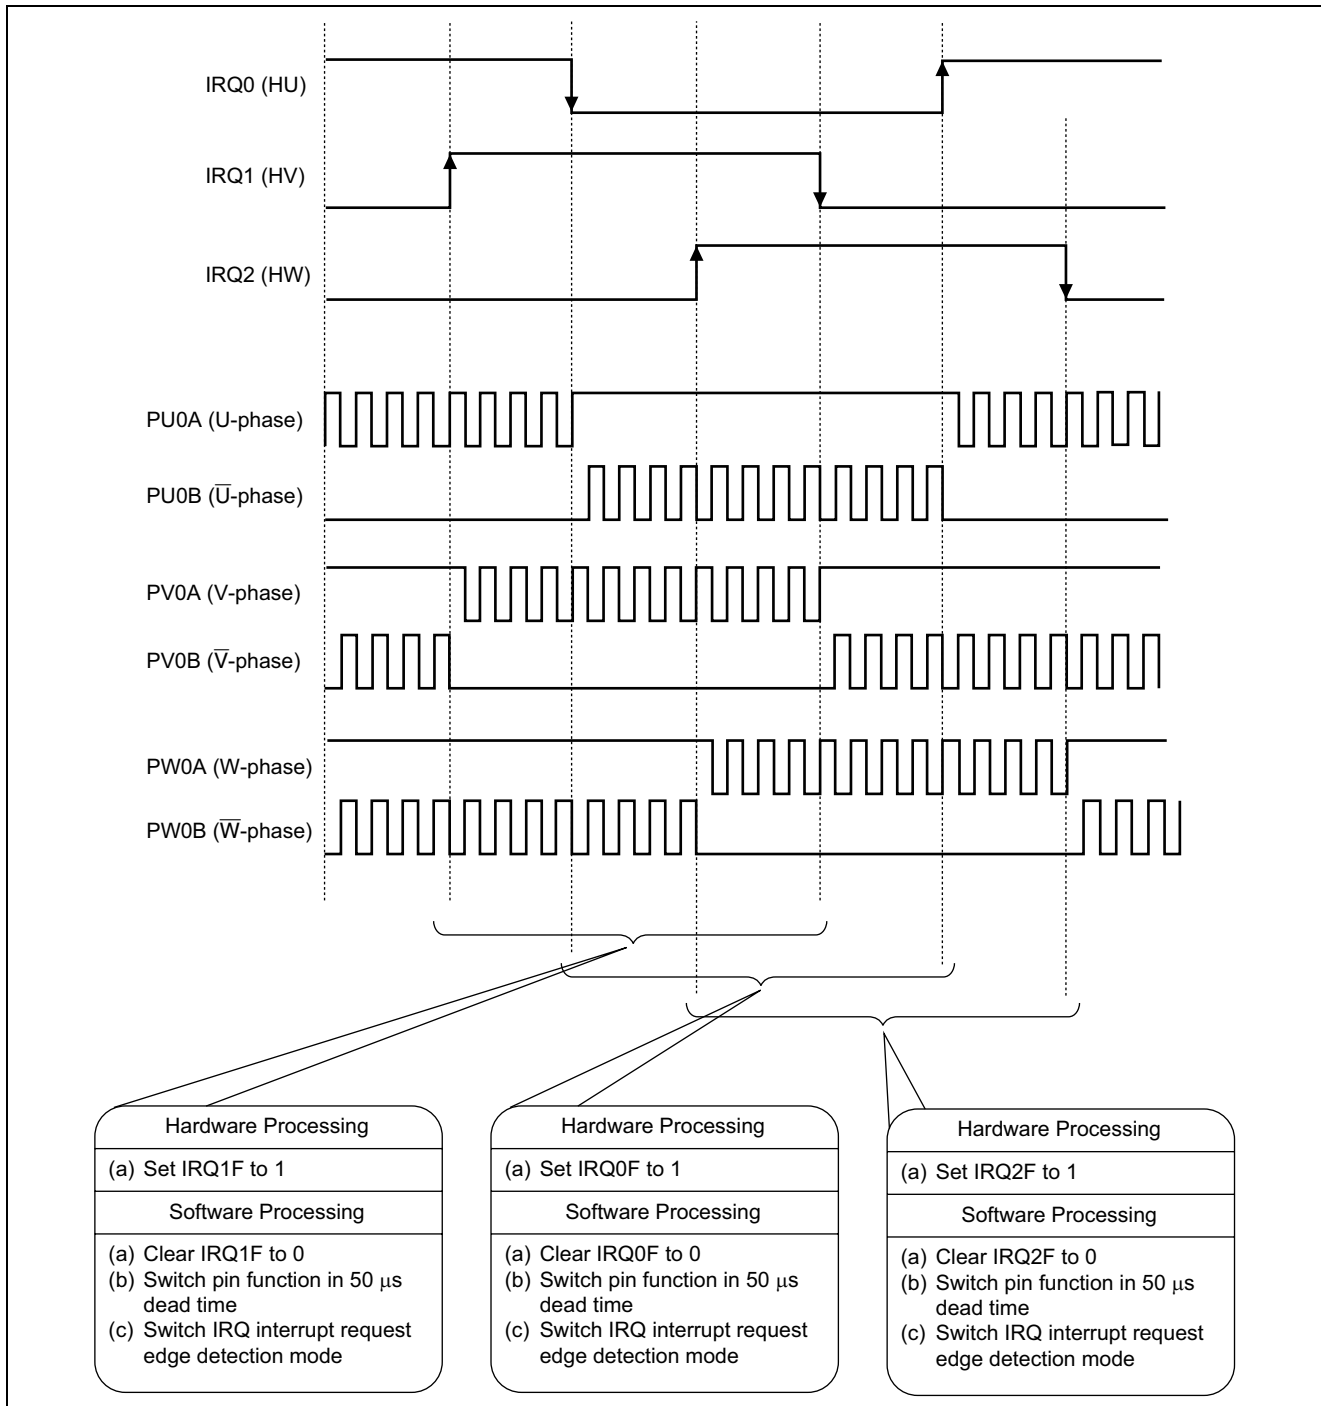 IRQ0 (HU)
IRQ1 (HV)
IRQ2 (HW)
PU0A (U-phase)
PU0B (U̅-phase)
PV0A (V-phase)
PV0B (V̅-phase)
PW0A (W-phase)
PW0B (W̅-phase)
Hardware Processing
(a) Set IRQ1F to 1
Software Processing
(a) Clear IRQ1F to 0
(b) Switch pin function in 50 μs
dead time
(c) Switch IRQ interrupt request
edge detection mode
Hardware Processing
(a) Set IRQ0F to 1
Software Processing
(a) Clear IRQ0F to 0
(b) Switch pin function in 50 μs
dead time
(c) Switch IRQ interrupt request
edge detection mode
Hardware Processing
(a) Set IRQ2F to 1
Software Processing
(a) Clear IRQ2F to 0
(b) Switch pin function in 50 μs
dead time
(c) Switch IRQ interrupt request
edge detection mode